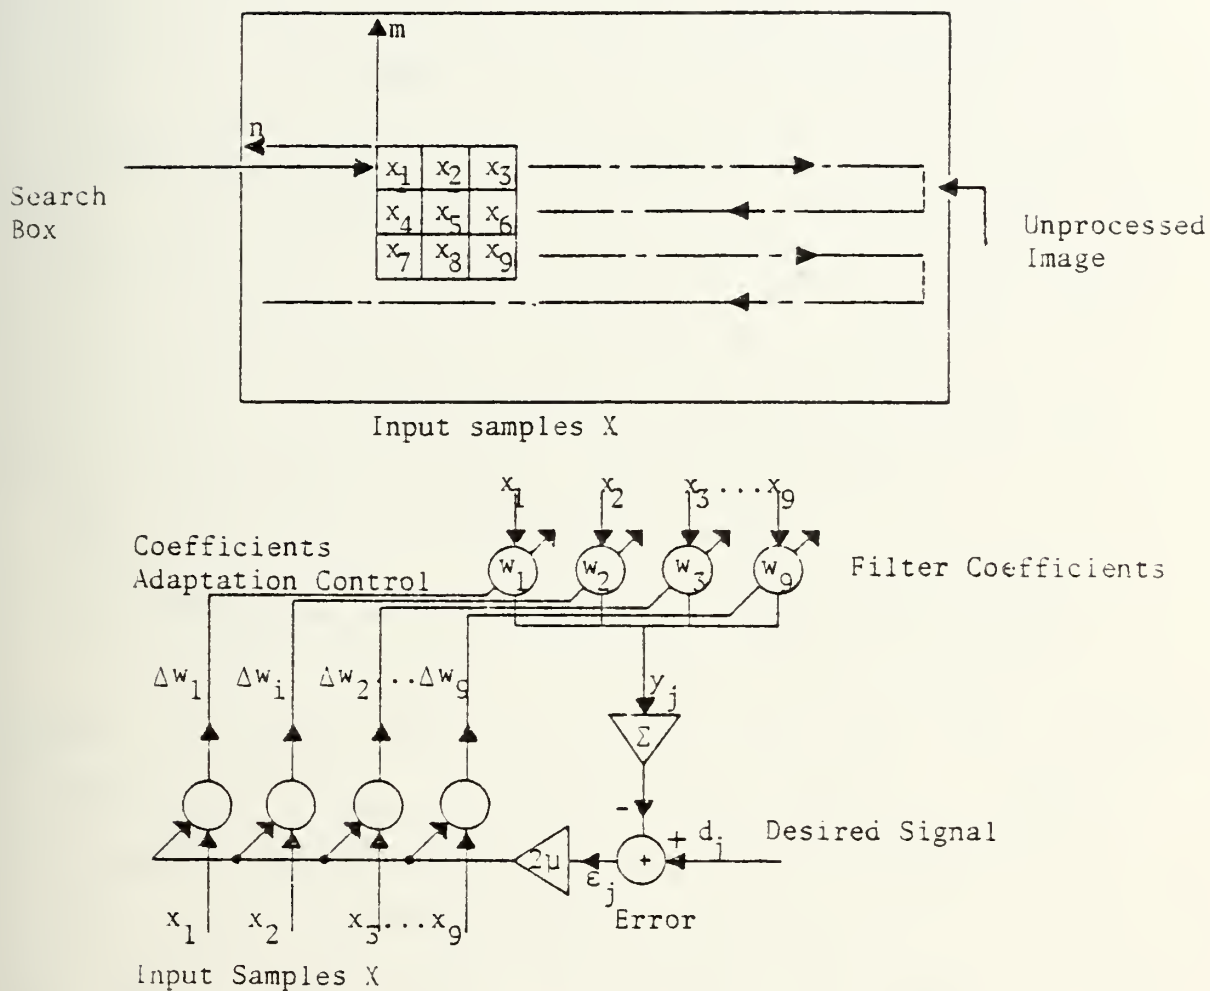 m
n
x1 x2 x3
x4 x5 x6
x7 x8 x9
Search
Box
Unprocessed
Image
Input samples X
x1 x2 x3...x9
Coefficients
Adaptation Control
w1 w2 w3 w9
Filter Coefficients
Δw1 Δwi Δw2...Δw9
yj
Σ
-
+ dj
Desired Signal
+
2μ
εj
Error
x1 x2 x3...x9
Input Samples X